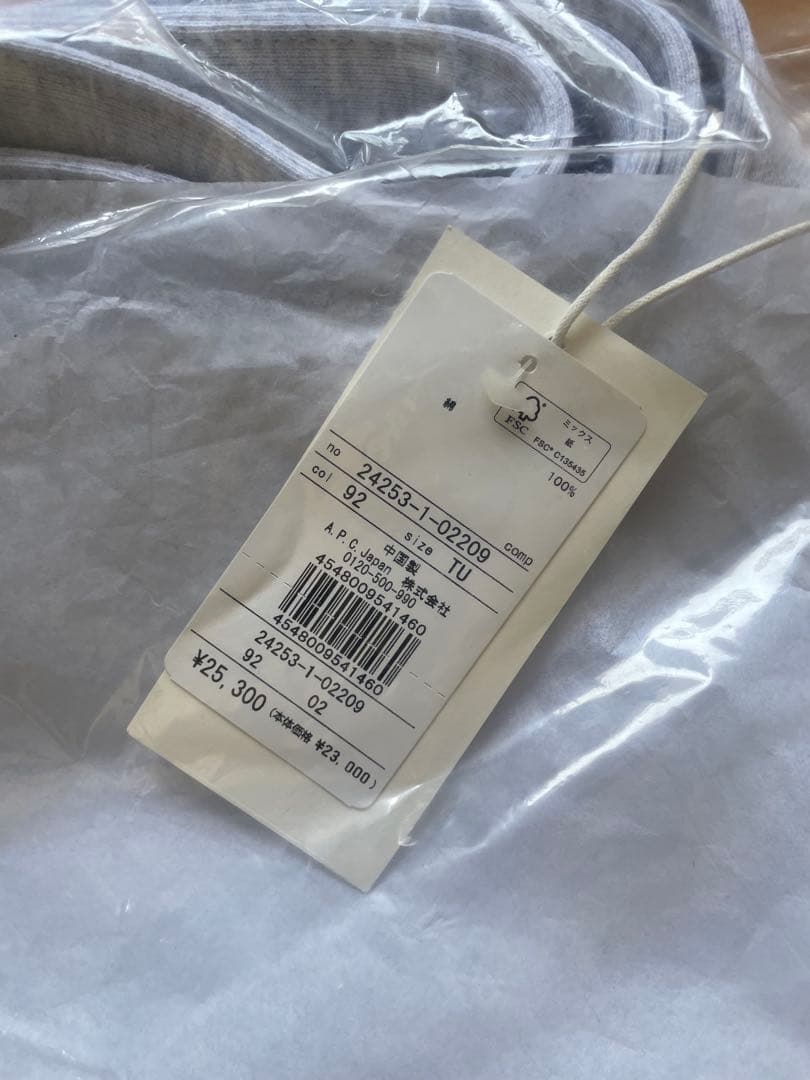 FSC
ミックス
紙
FSC® C135435
綿 100%
no 24253-1-02209 comp
col 92 size TU
中国製
A.P.C.Japan 株式会社
0120-500-990
4548009541460
4548009541460
24253-1-02209
92 02
¥25,300 (本体価格 ¥23,000)